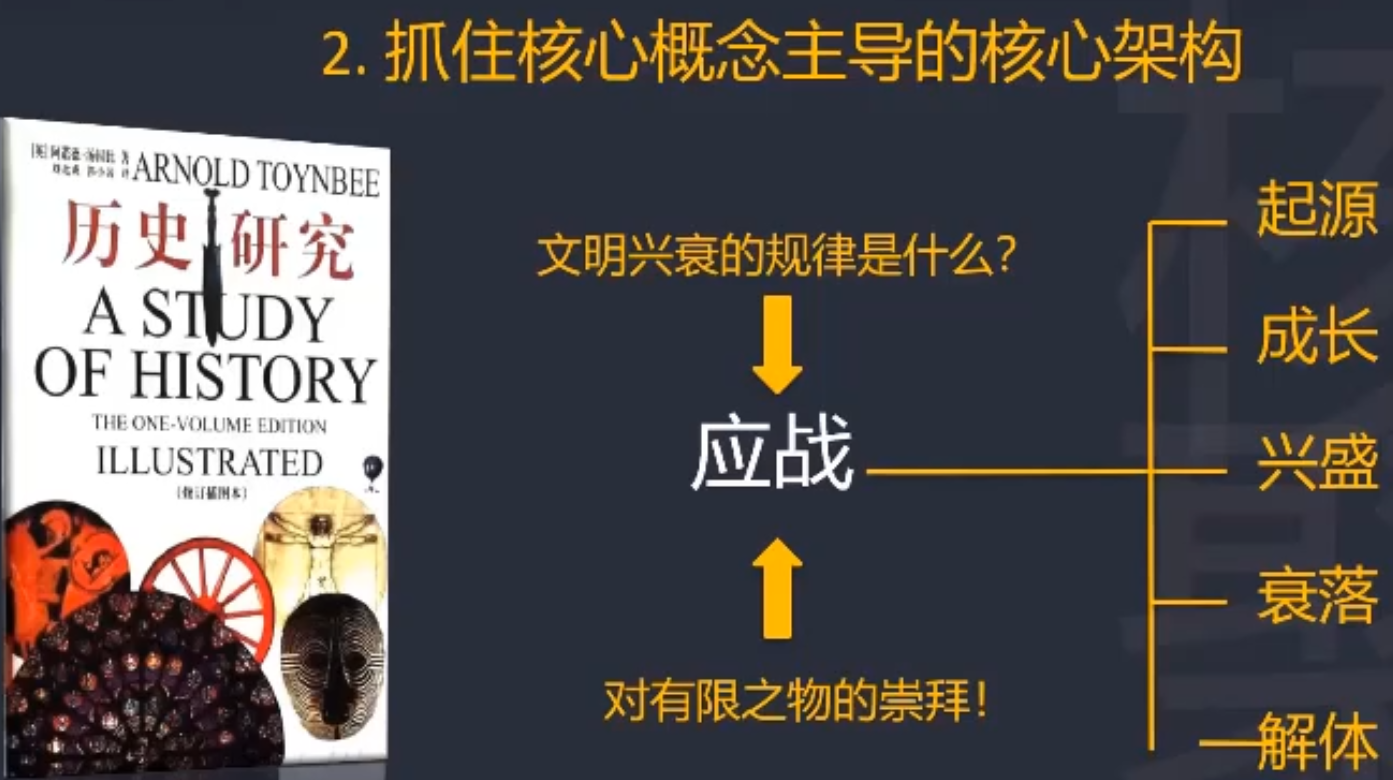 2. 抓住核心概念主导的核心架构
[英] 阿诺德·汤因比 著
ARNOLD TOYNBEE
历史研究
A STUDY
OF HISTORY
THE ONE-VOLUME EDITION
ILLUSTRATED
(修订插图本)
文明兴衰的规律是什么?
应战
对有限之物的崇拜!
起源
成长
兴盛
衰落
解体